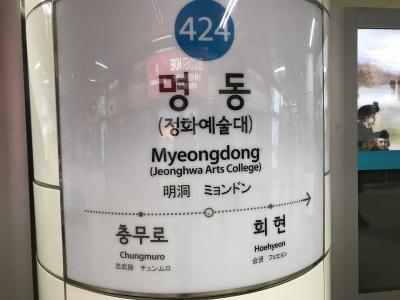 424
명 동
(정화예술대)
Myeongdong
(Jeonghwa Arts College)
明洞 ミョンドン
충무로
Chungmuro
忠武路 チュンムロ
회 현
Hoehyeon
会賢 フェヒョン